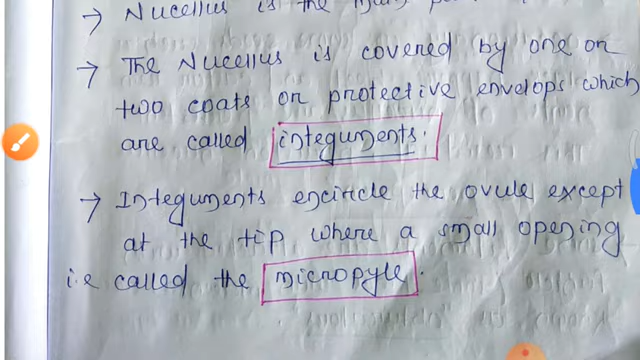 → Nucellus is the main
→ The Nucellus is covered by one or
two coats or protective envelops which
are called integuments.
→ Integuments encircle the ovule except
at the tip where a small opening
i.e called the micropyle.